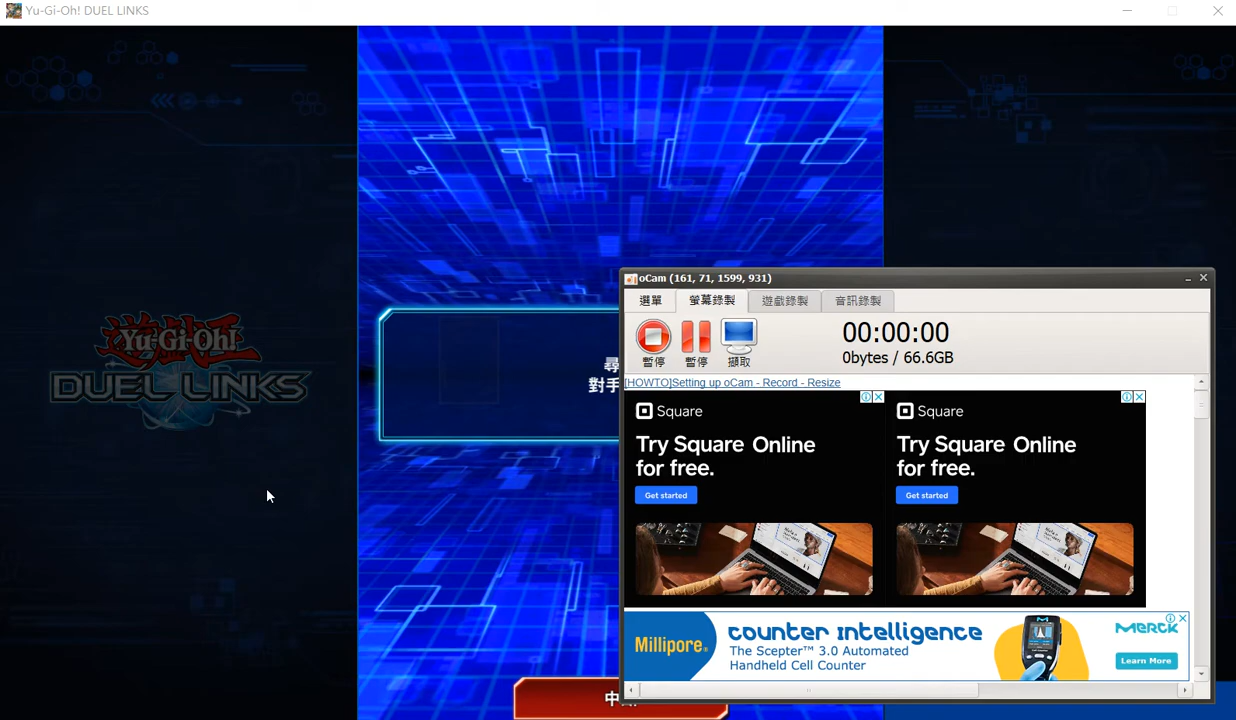 Yu-Gi-Oh! DUEL LINKS
Yu-Gi-Oh!
DUEL LINKS
尋
對手
中
oCam (161, 71, 1599, 931)
選單 螢幕錄製 遊戲錄製 音訊錄製
暫停 暫停 擷取
00:00:00
0bytes / 66.6GB
[HOWTO]Setting up oCam - Record - Resize
Square
Try Square Online
for free.
Get started
Square
Try Square Online
for free.
Get started
Millipore®
counter intelligence
The Scepter™ 3.0 Automated
Handheld Cell Counter
MERCK
Learn More